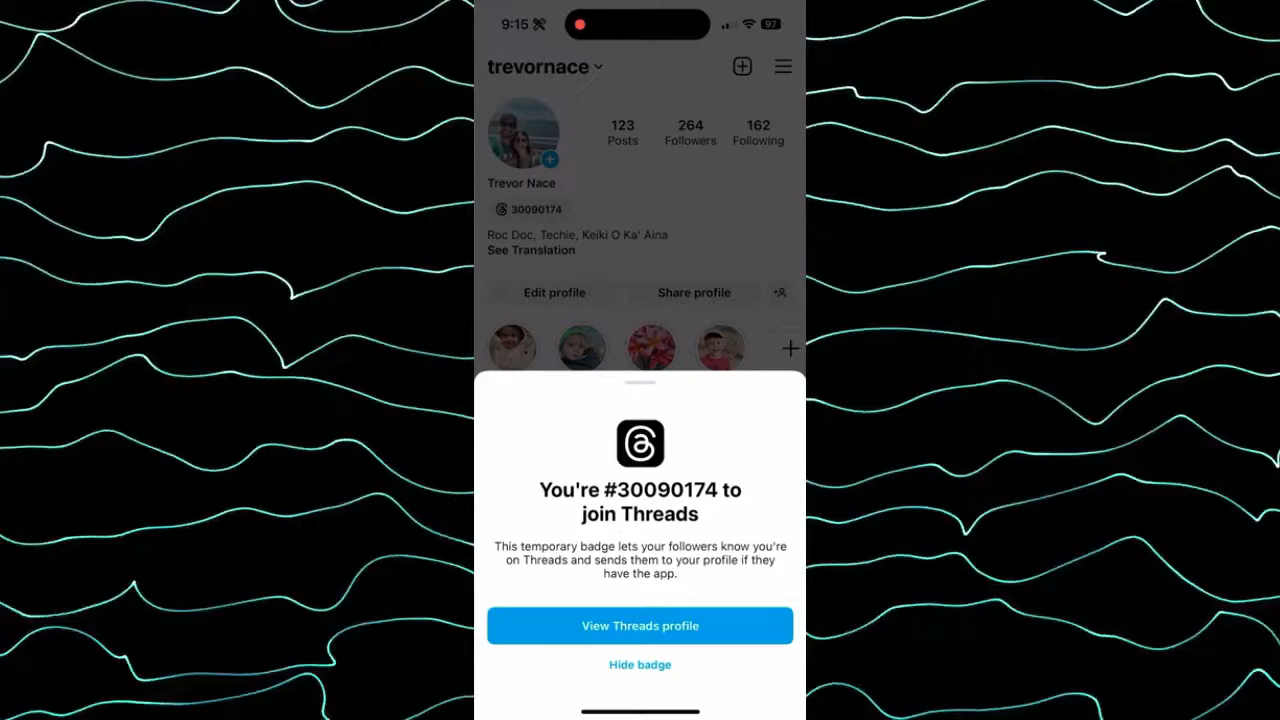 9:15
97
trevornace
123
264
162
Posts
Followers
Following
Trevor Nace
30090174
Roc Doc, Techie, Keiki O Ka' Aina
See Translation
Edit profile
Share profile
You're #30090174 to
join Threads
This temporary badge lets your followers know you're
on Threads and sends them to your profile if they
have the app.
View Threads profile
Hide badge